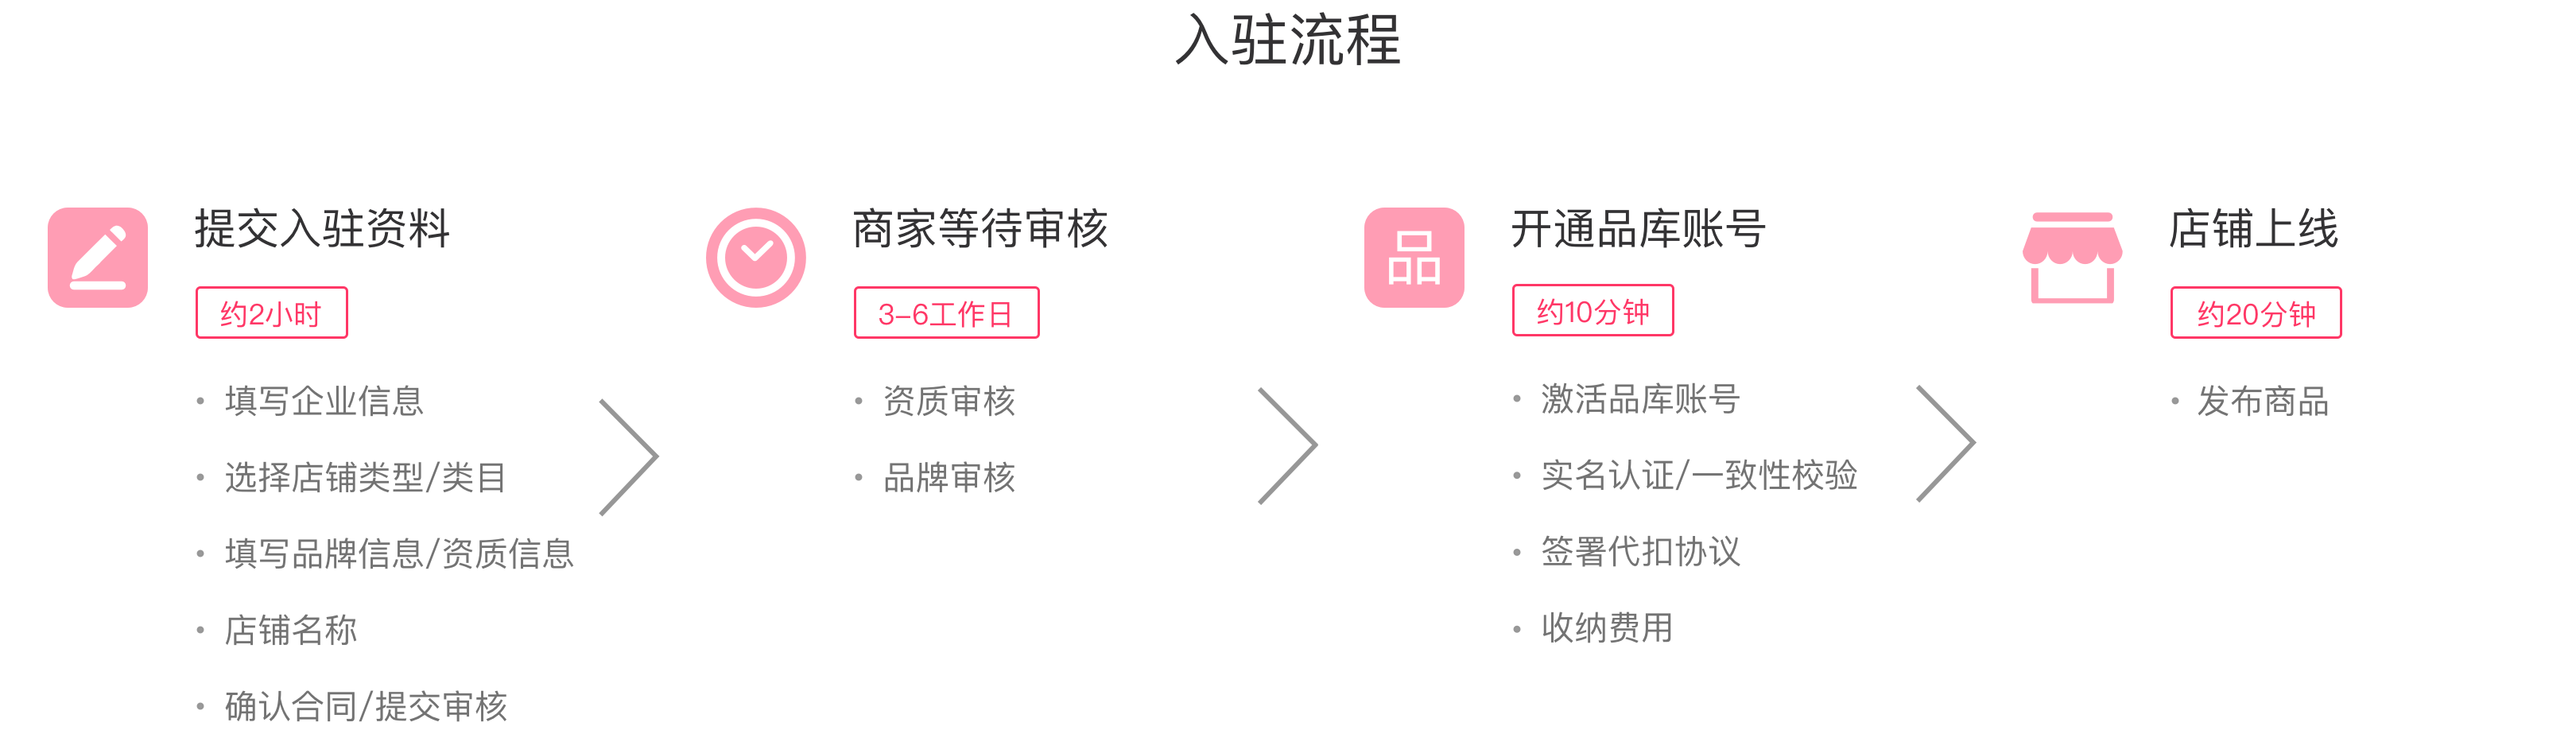 入驻流程
提交入驻资料
约2小时
• 填写企业信息
• 选择店铺类型/类目
• 填写品牌信息/资质信息
• 店铺名称
• 确认合同/提交审核
商家等待审核
3-6工作日
• 资质审核
• 品牌审核
品
开通品库账号
约10分钟
• 激活品库账号
• 实名认证/一致性校验
• 签署代扣协议
• 收纳费用
店铺上线
约20分钟
• 发布商品